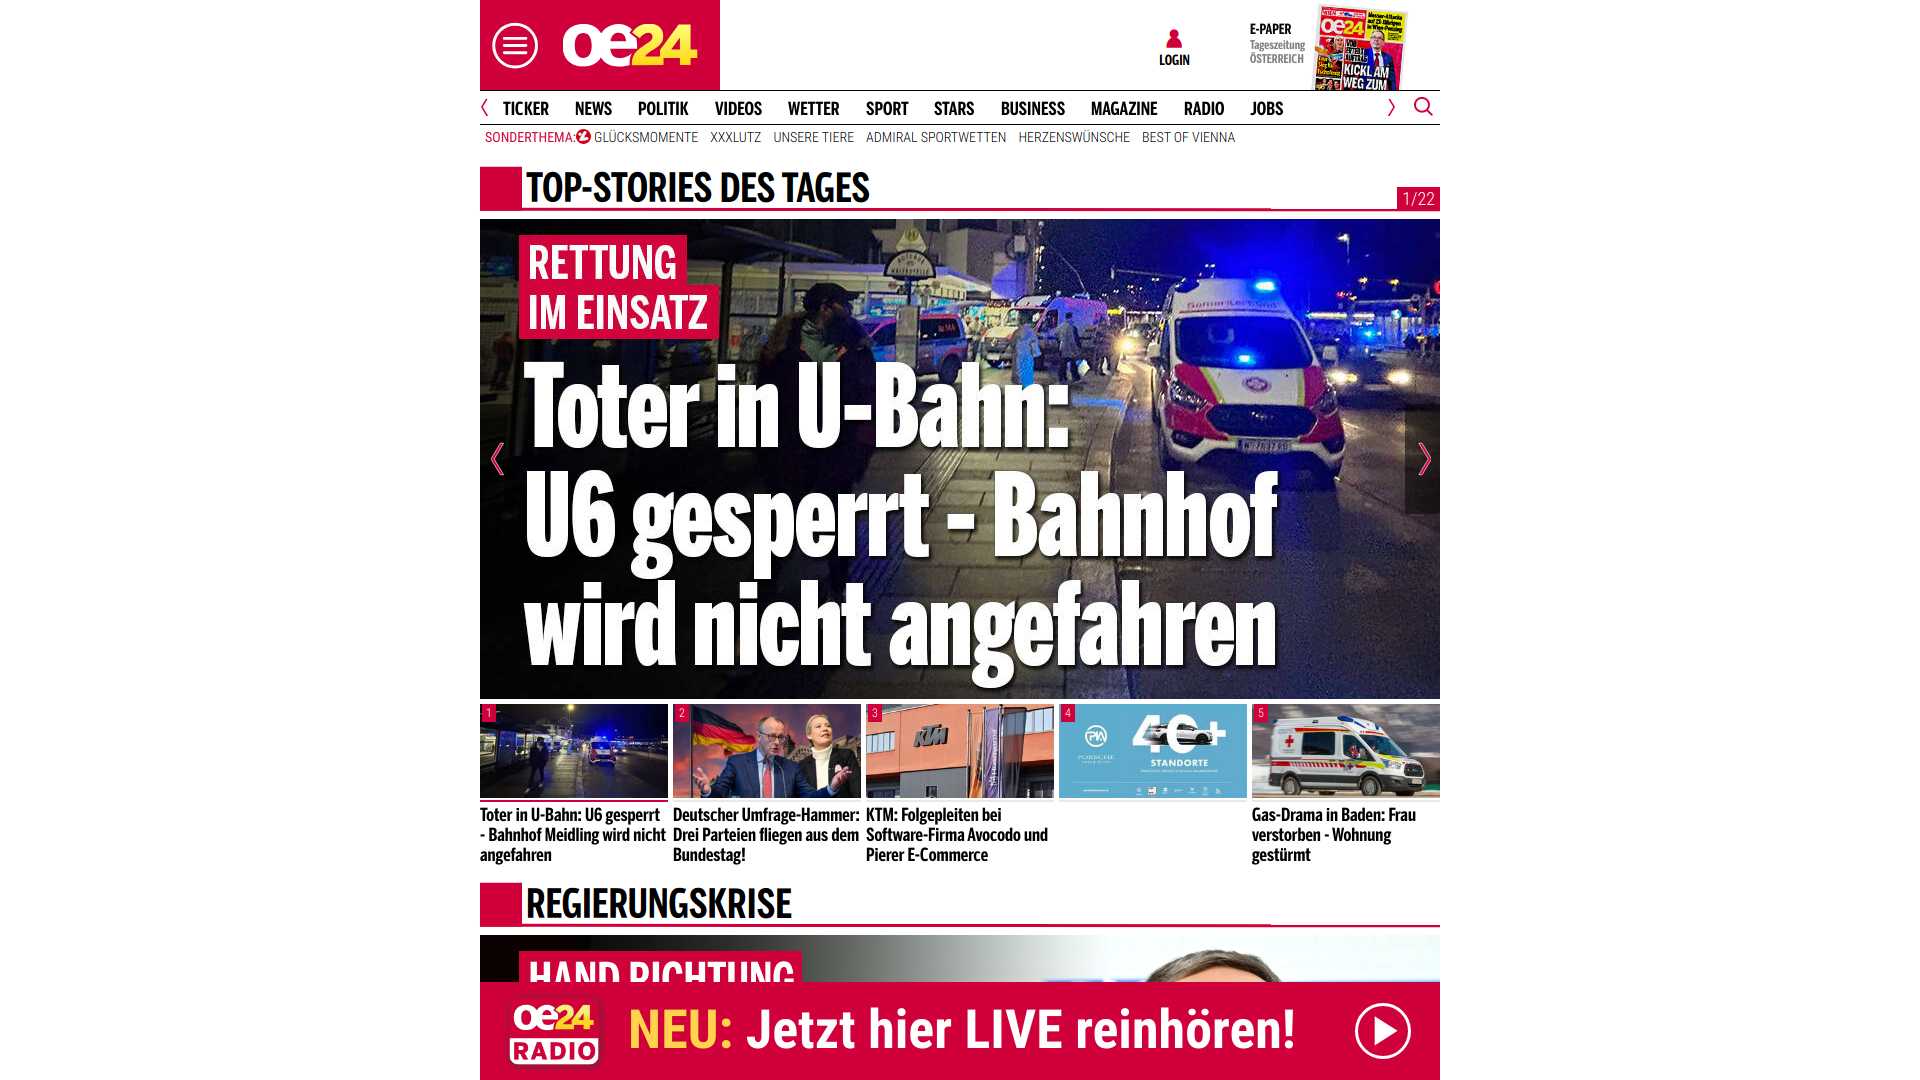 oe24
LOGIN
E-PAPER
Tageszeitung
ÖSTERREICH
oe24
KICKL AM
WEG ZUM
TICKER NEWS POLITIK VIDEOS WETTER SPORT STARS BUSINESS MAGAZINE RADIO JOBS
SONDERTHEMA: GLÜCKSMOMENTE XXXLUTZ UNSERE TIERE ADMIRAL SPORTWETTEN HERZENSWÜNSCHE BEST OF VIENNA
TOP-STORIES DES TAGES
1/22
RETTUNG
IM EINSATZ
Toter in U-Bahn:
U6 gesperrt - Bahnhof
wird nicht angefahren
1
2
3
4
5
KTM
40+
PIA
PORSCHE
STANDORTE
Toter in U-Bahn: U6 gesperrt
- Bahnhof Meidling wird nicht
angefahren
Deutscher Umfrage-Hammer:
Drei Parteien fliegen aus dem
Bundestag!
KTM: Folgepleiten bei
Software-Firma Avocodo und
Pierer E-Commerce
Gas-Drama in Baden: Frau
verstorben - Wohnung
gestürmt
REGIERUNGSKRISE
HAND RICHTUNG
oe24
RADIO
NEU: Jetzt hier LIVE reinhören!